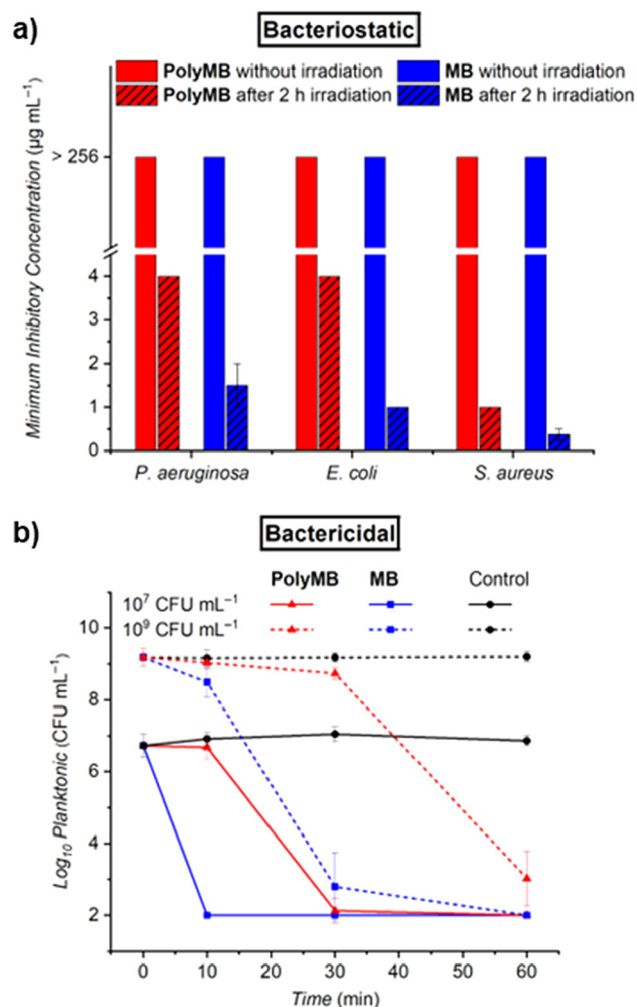 a)
Bacteriostatic
PolyMB without irradiation
MB without irradiation
PolyMB after 2 h irradiation
MB after 2 h irradiation
Minimum Inhibitory Concentration (µg mL⁻¹)
> 256
4
3
2
1
0
P. aeruginosa
E. coli
S. aureus
b)
Bactericidal
PolyMB MB Control
10⁷ CFU mL⁻¹
10⁹ CFU mL⁻¹
Log₁₀ Planktonic (CFU mL⁻¹)
10
8
6
4
2
0 10 20 30 40 50 60
Time (min)